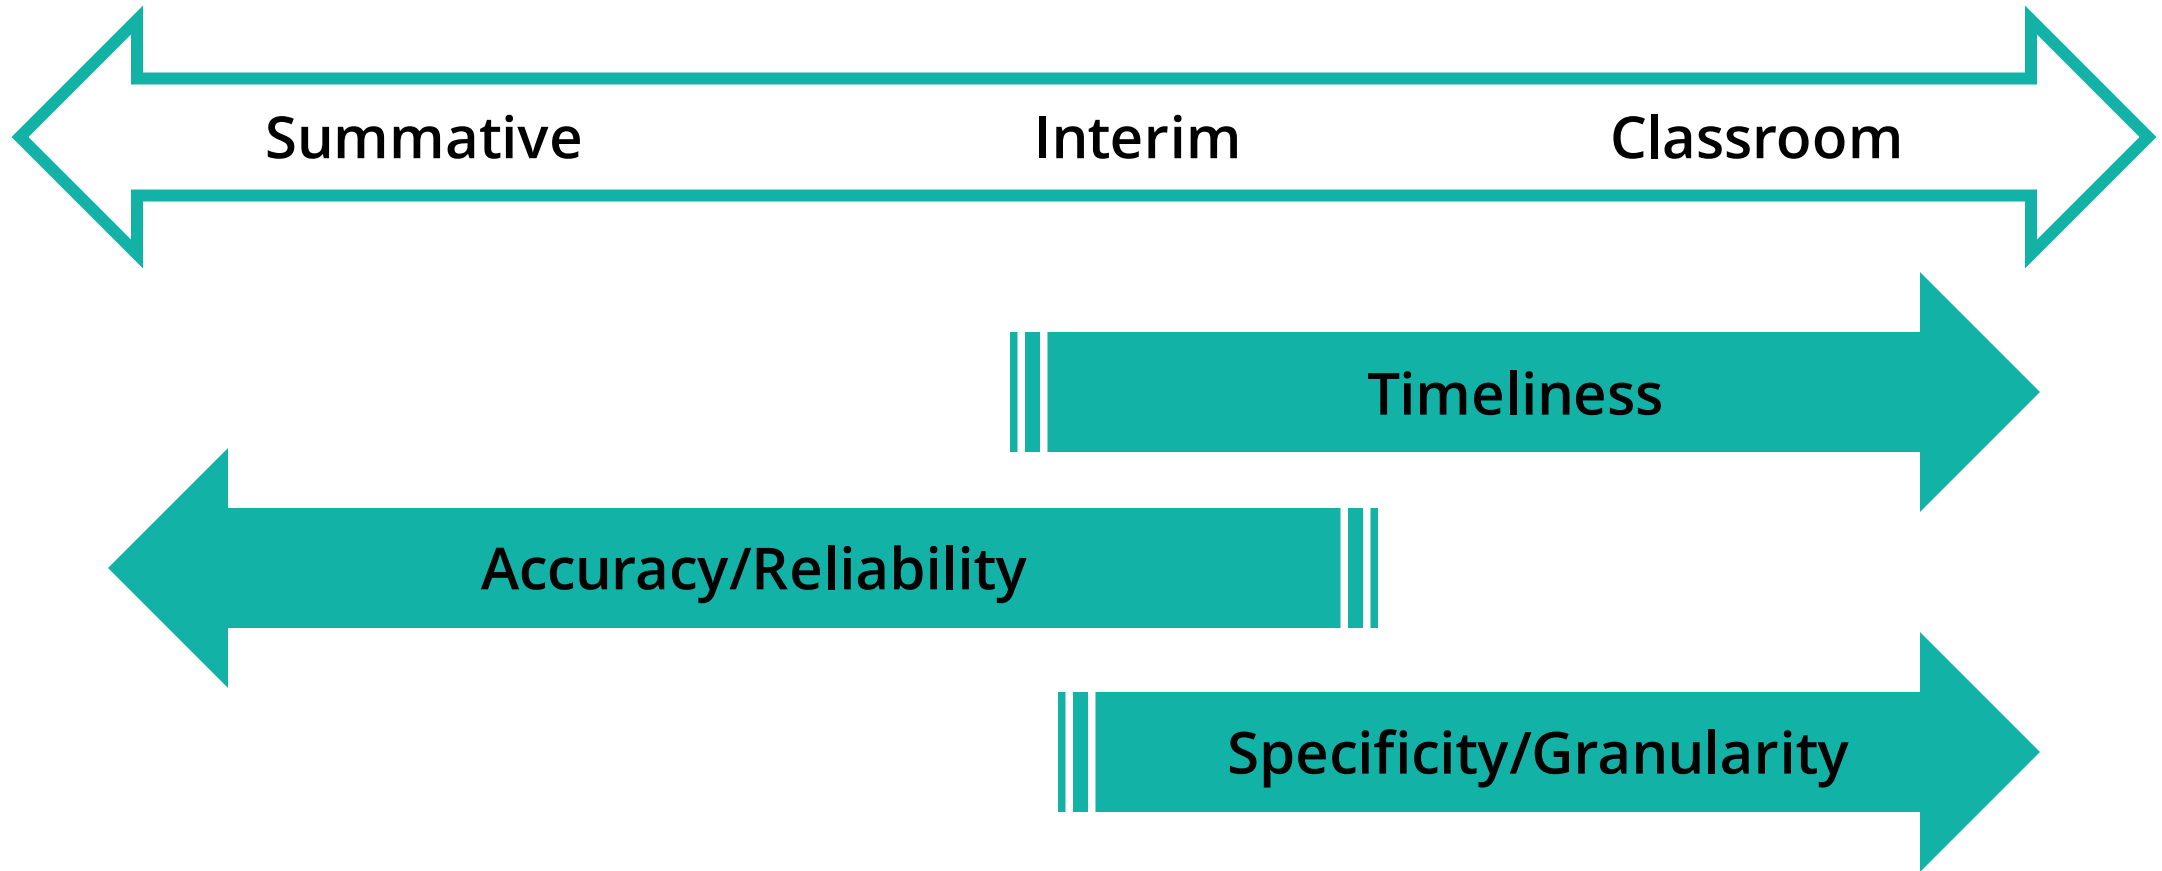 Summative Interim Classroom
Timeliness
Accuracy/Reliability
Specificity/Granularity